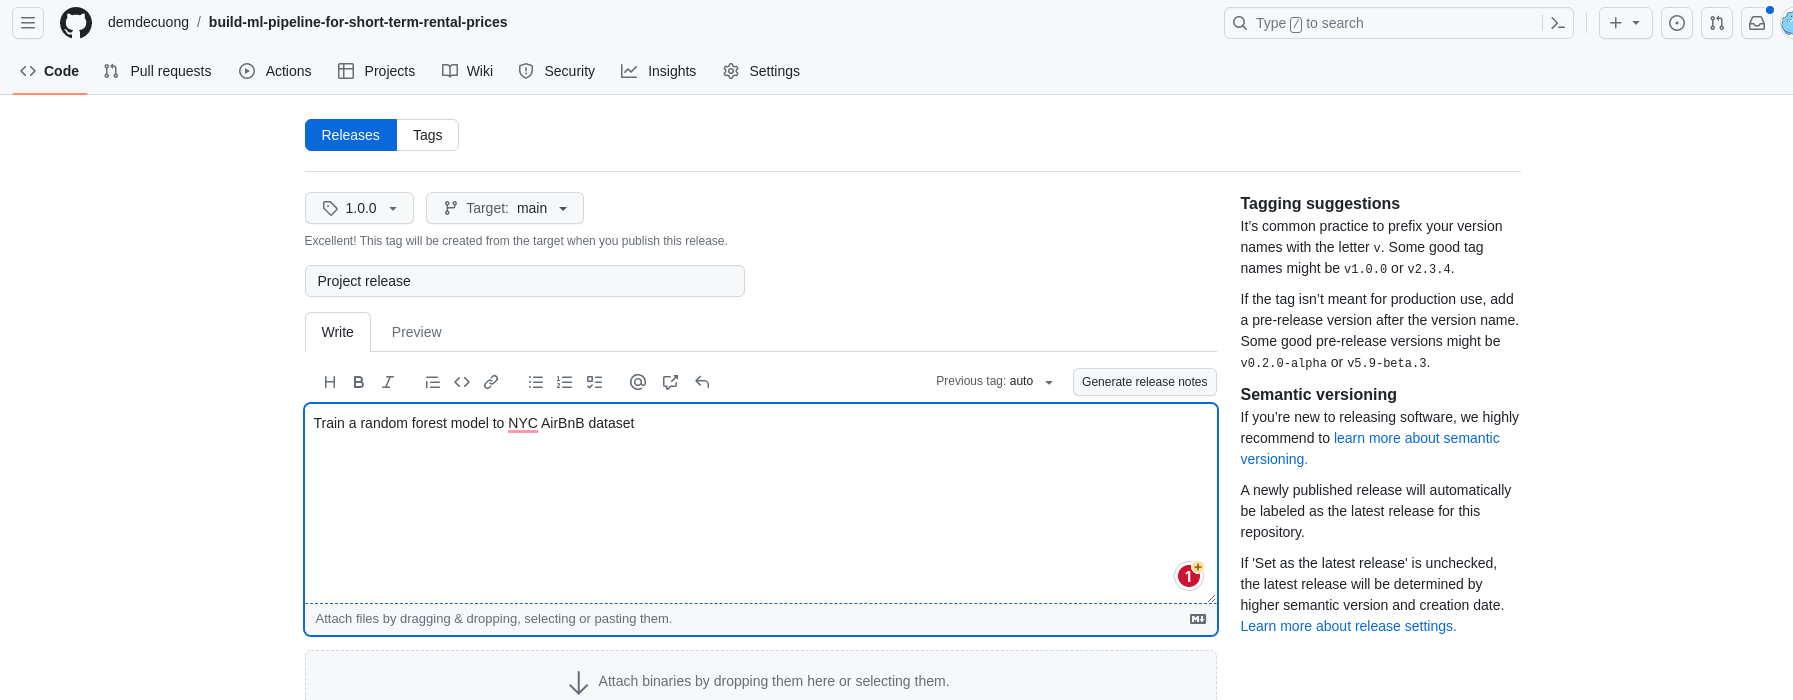 demdecuong / build-ml-pipeline-for-short-term-rental-prices
Type / to search
Code Pull requests Actions Projects Wiki Security Insights Settings
Releases Tags
1.0.0 Target: main
Excellent! This tag will be created from the target when you publish this release.
Project release
Write Preview
Previous tag: auto Generate release notes
Train a random forest model to NYC AirBnB dataset
1
Attach files by dragging & dropping, selecting or pasting them.
Attach binaries by dropping them here or selecting them.
Tagging suggestions
It’s common practice to prefix your version
names with the letter v. Some good tag
names might be v1.0.0 or v2.3.4.
If the tag isn’t meant for production use, add
a pre-release version after the version name.
Some good pre-release versions might be
v0.2.0-alpha or v5.9-beta.3.
Semantic versioning
If you’re new to releasing software, we highly
recommend to learn more about semantic
versioning.
A newly published release will automatically
be labeled as the latest release for this
repository.
If 'Set as the latest release' is unchecked,
the latest release will be determined by
higher semantic version and creation date.
Learn more about release settings.